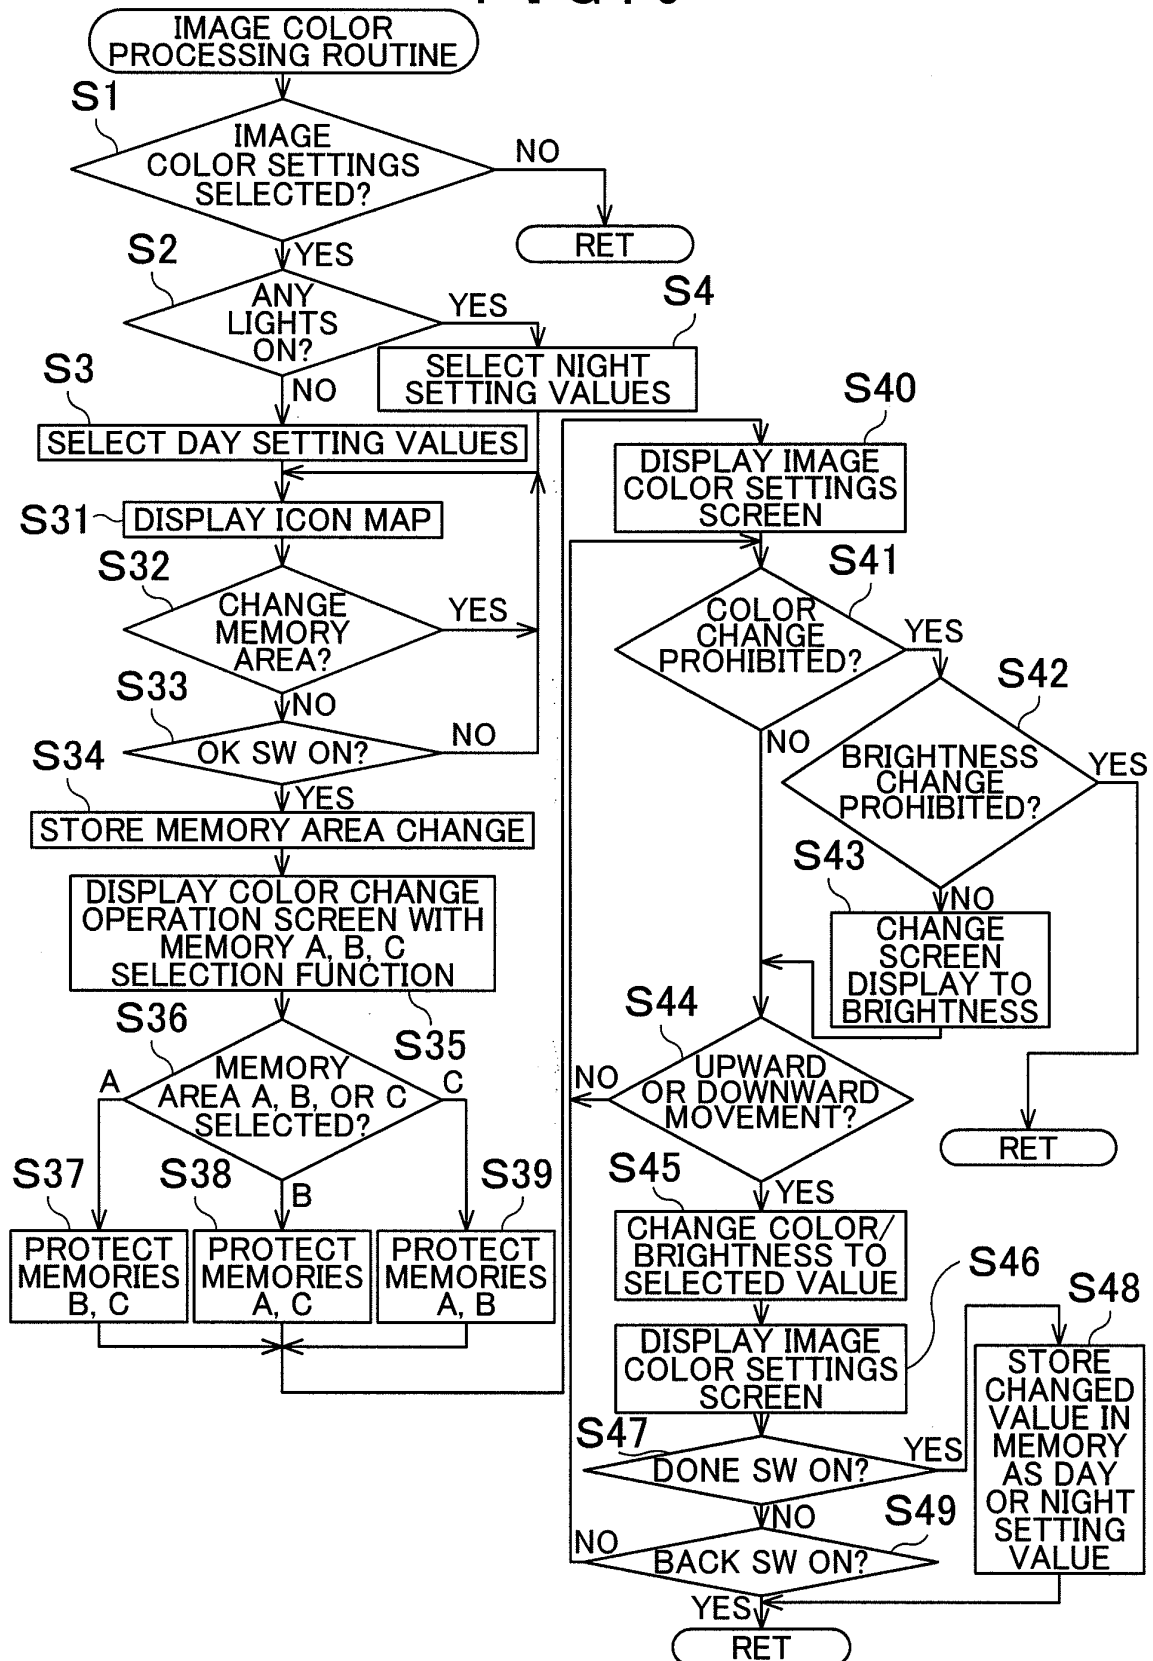 IMAGE COLOR
PROCESSING ROUTINE
S1
IMAGE
COLOR SETTINGS
SELECTED?
NO
RET
YES
S2
ANY
LIGHTS
ON?
YES
S4
SELECT NIGHT
SETTING VALUES
NO
S3
SELECT DAY SETTING VALUES
S31
DISPLAY ICON MAP
S32
CHANGE
MEMORY
AREA?
YES
NO
S33
OK SW ON?
NO
YES
S34
STORE MEMORY AREA CHANGE
DISPLAY COLOR CHANGE
OPERATION SCREEN WITH
MEMORY A, B, C
SELECTION FUNCTION
S35
S36
MEMORY
AREA A, B, OR C
SELECTED?
A
C
B
S37
PROTECT
MEMORIES
B, C
S38
PROTECT
MEMORIES
A, C
S39
PROTECT
MEMORIES
A, B
S40
DISPLAY IMAGE
COLOR SETTINGS
SCREEN
S41
COLOR
CHANGE
PROHIBITED?
YES
NO
S42
BRIGHTNESS
CHANGE
PROHIBITED?
YES
NO
S43
CHANGE
SCREEN
DISPLAY TO
BRIGHTNESS
RET
S44
UPWARD
OR DOWNWARD
MOVEMENT?
NO
YES
S45
CHANGE COLOR/
BRIGHTNESS TO
SELECTED VALUE
S46
DISPLAY IMAGE
COLOR SETTINGS
SCREEN
S47
DONE SW ON?
YES
NO
S48
STORE
CHANGED
VALUE IN
MEMORY
AS DAY
OR NIGHT
SETTING
VALUE
S49
BACK SW ON?
NO
YES
RET